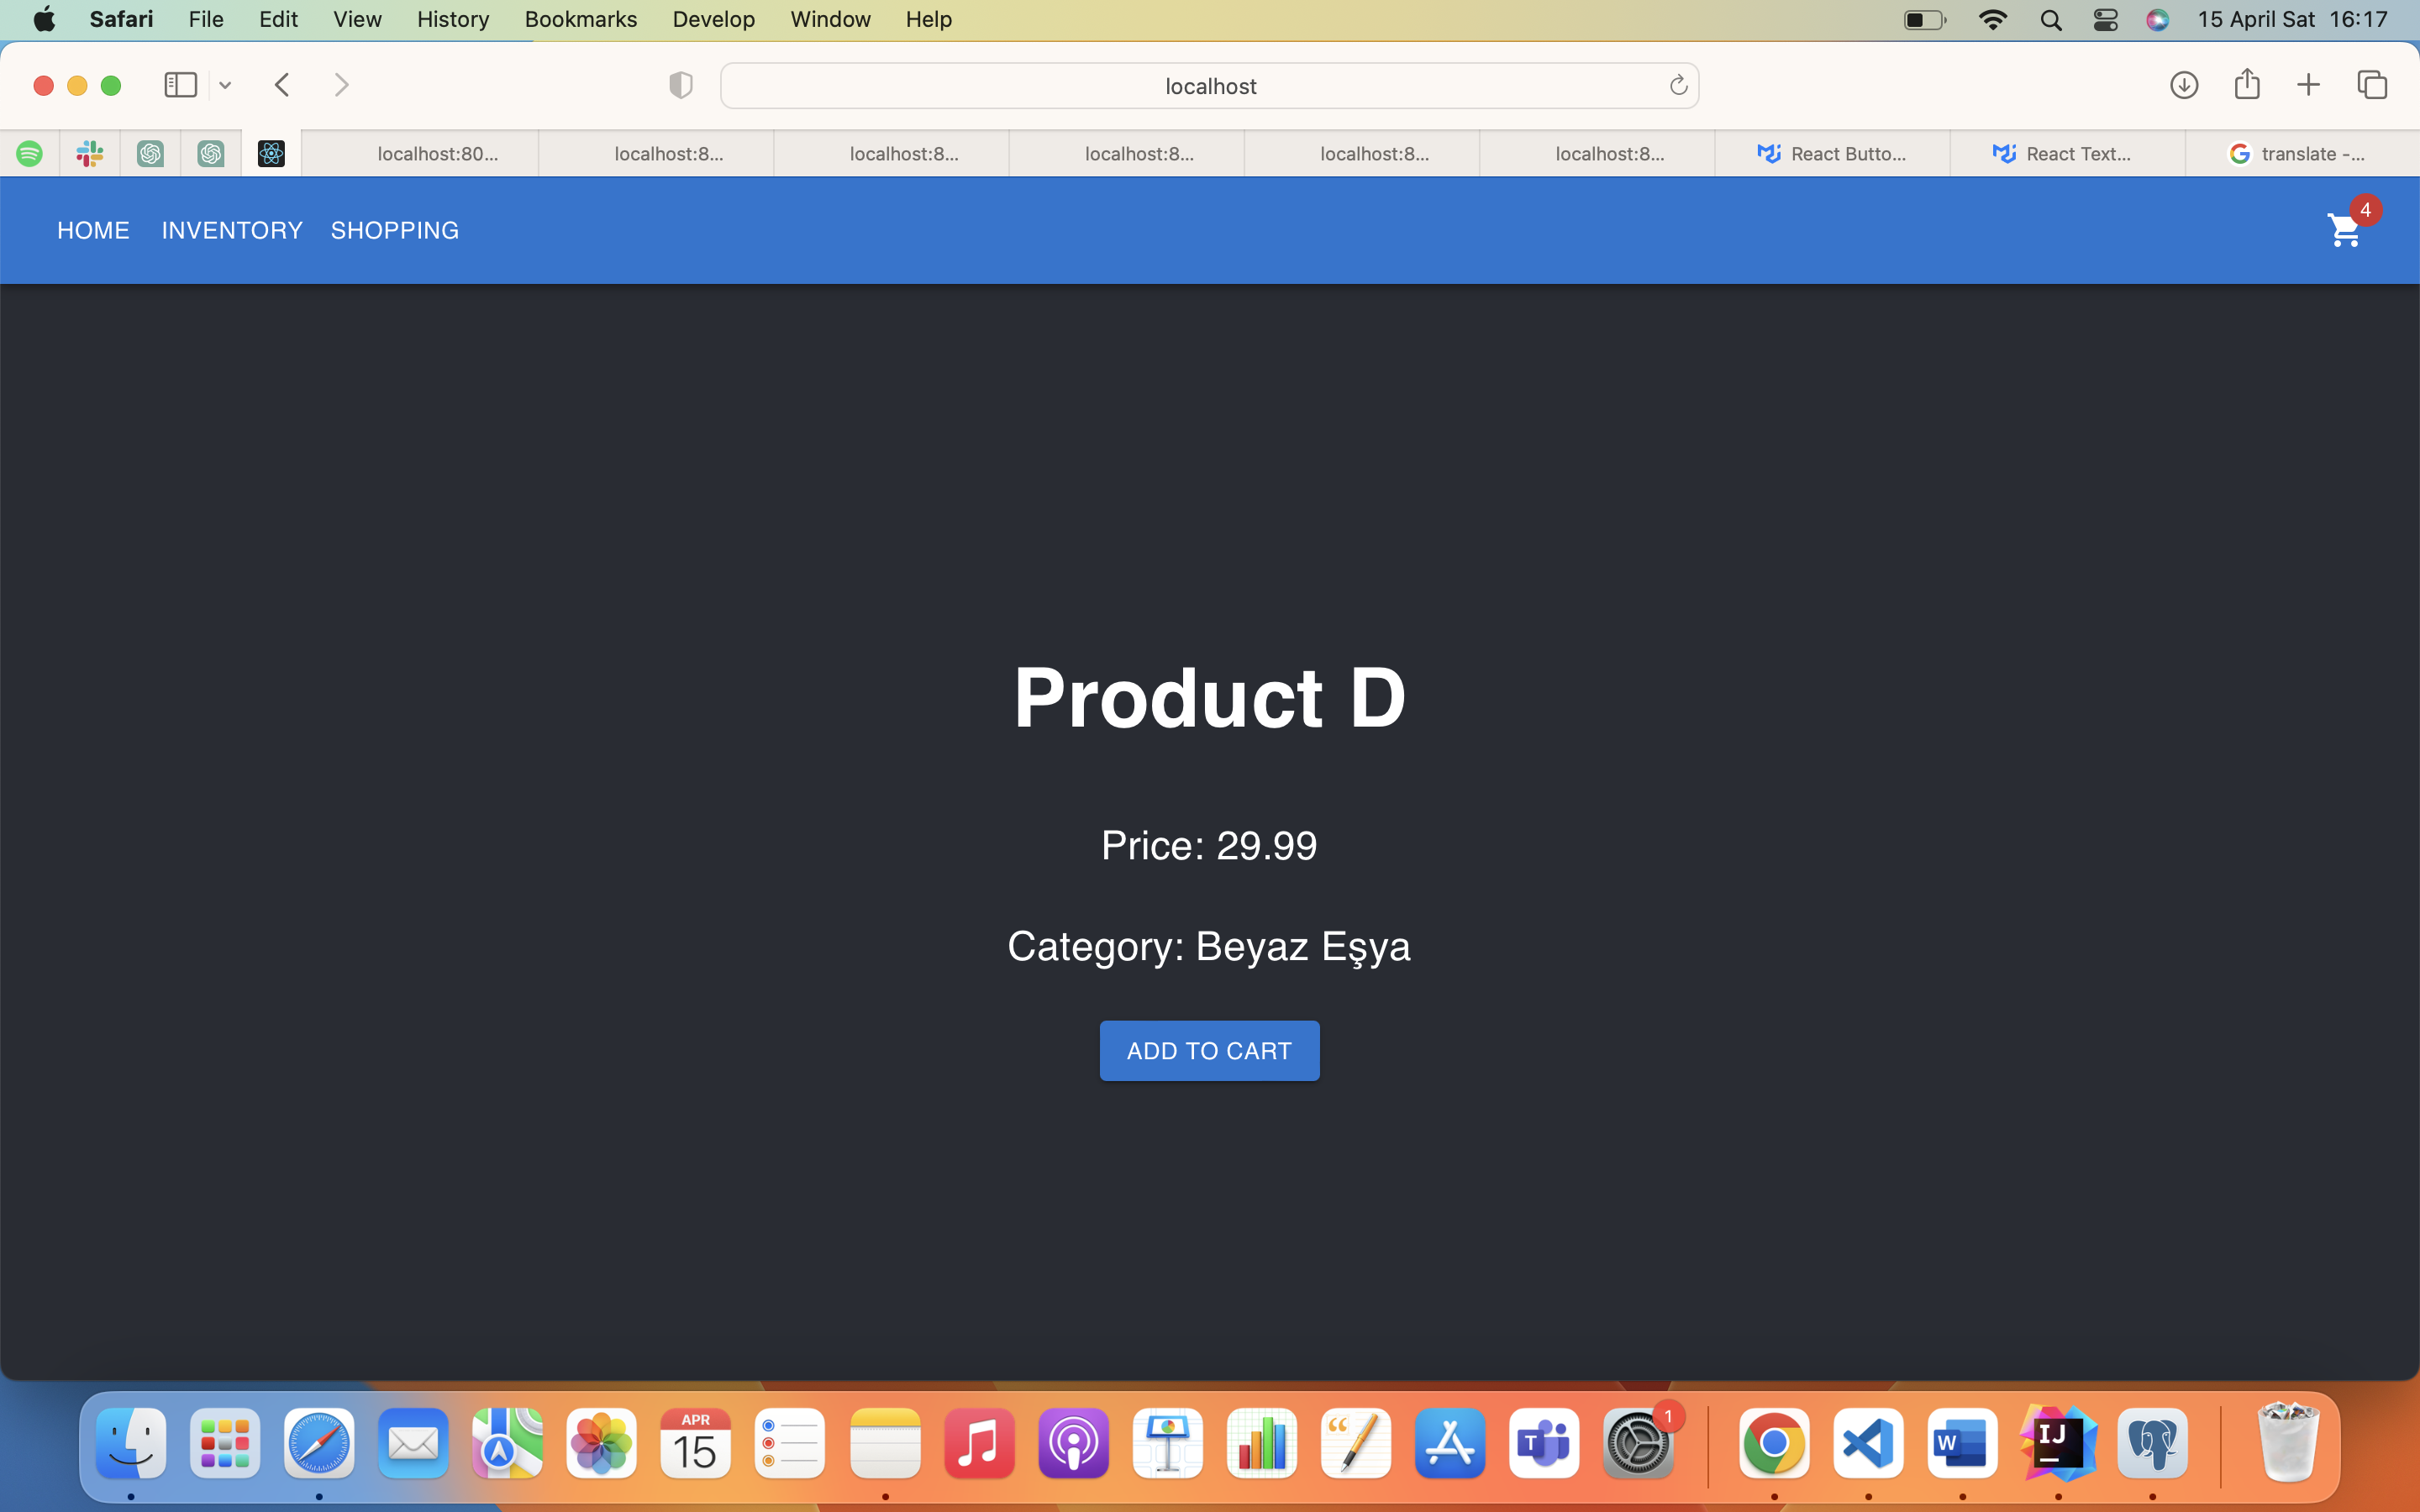 Safari File Edit View History Bookmarks Develop Window Help 15 April Sat 16:17
localhost
localhost:80... localhost:8... localhost:8... localhost:8... localhost:8... localhost:8... React Butto... React Text... translate -...
HOME INVENTORY SHOPPING 4
Product D
Price: 29.99
Category: Beyaz Eşya
ADD TO CART
APR
15
T
1
W
IJ